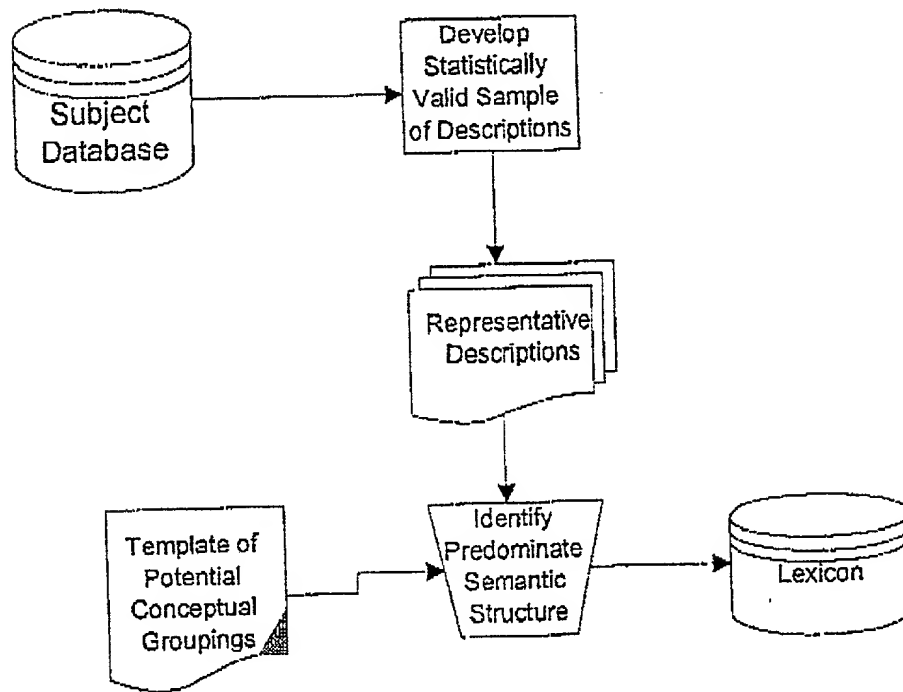 Subject
Database
Develop
Statistically
Valid Sample
of Descriptions
Representative
Descriptions
Template of
Potential
Conceptual
Groupings
Identify
Predominate
Semantic
Structure
Lexicon